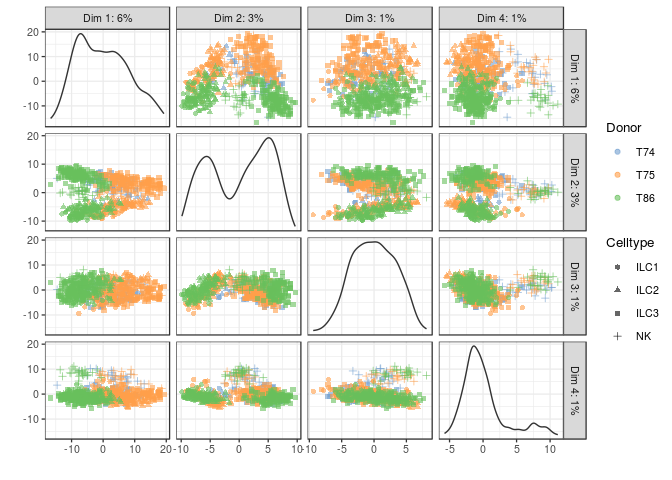 Dim 1: 6%
Dim 2: 3%
Dim 3: 1%
Dim 4: 1%
20
10
0
-10
Dim 1: 6%
20
10
0
-10
Dim 2: 3%
20
10
0
-10
Dim 3: 1%
20
10
0
-10
Dim 4: 1%
-10 0 10 20
-10 -5 0 5 10
-10 -5 0 5
-5 0 5 10
Donor
T74
T75
T86
Celltype
ILC1
ILC2
ILC3
NK